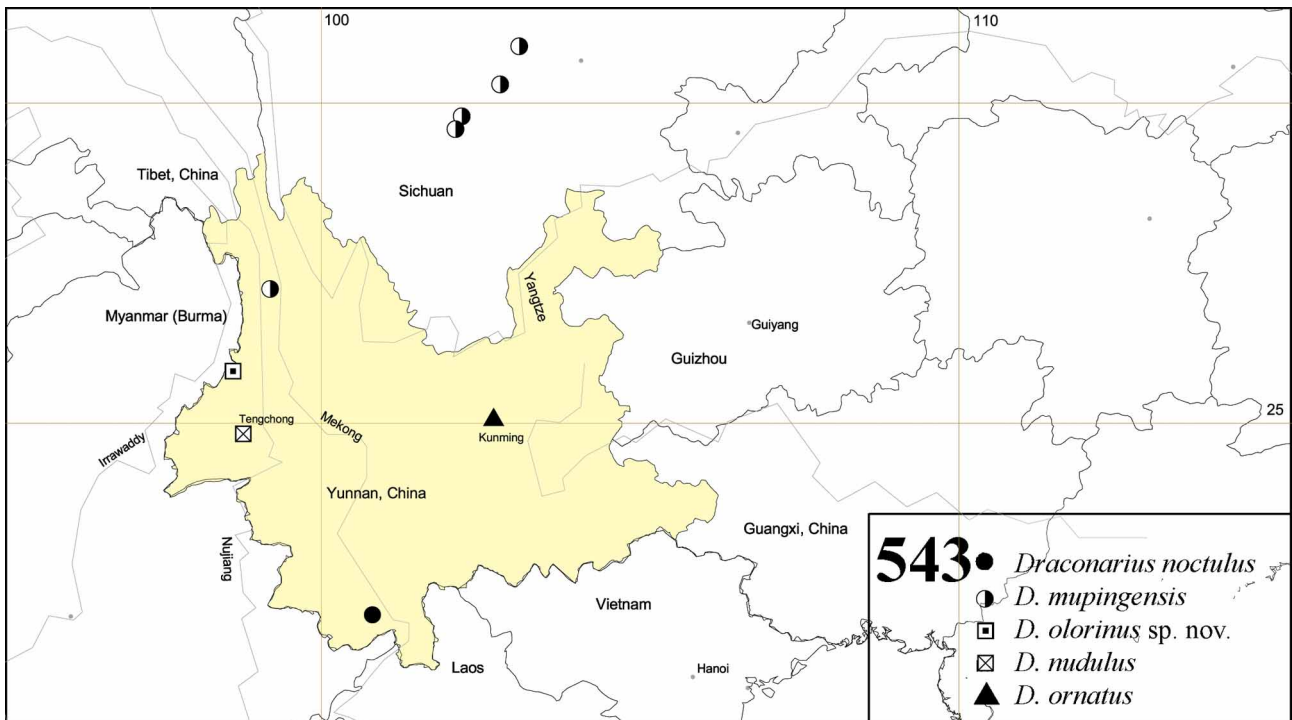 100
110
Tibet, China
Sichuan
Yangtze
Myanmar (Burma)
Guiyang
Guizhou
25
Tengchong
Mekong
Kunming
Irrawaddy
Yunnan, China
Guangxi, China
Nujiang
Vietnam
Laos
Hanoi
543
Draconarius noctulus
D. mupingensis
D. olorinus sp. nov.
D. nudulus
D. ornatus